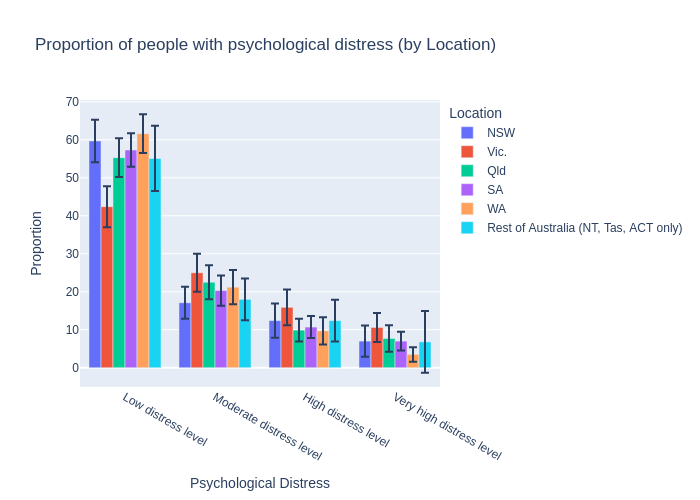 Proportion of people with psychological distress (by Location)
Location
NSW
Vic.
Qld
SA
WA
Rest of Australia (NT, Tas, ACT only)
Proportion
70
60
50
40
30
20
10
0
Low distress level
Moderate distress level
High distress level
Very high distress level
Psychological Distress